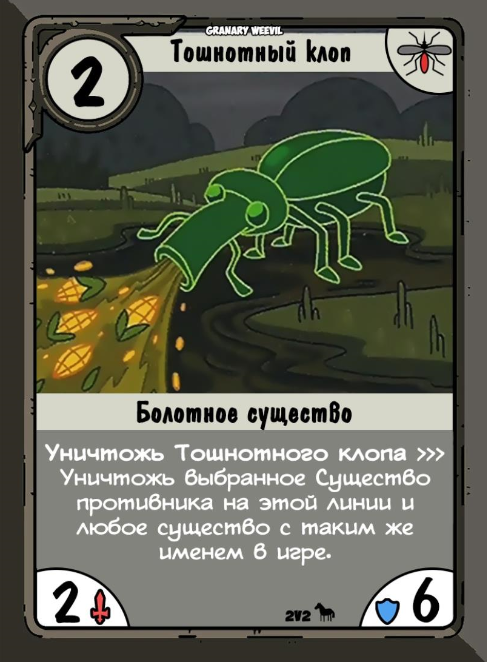 GRANARY WEEVIL
2
Тошнотный клоп
Болотное существо
Уничтожь Тошнотного клопа >>>
Уничтожь выбранное Существо
противника на этой линии и
любое существо с таким же
именем в игре.
2
2V2
6